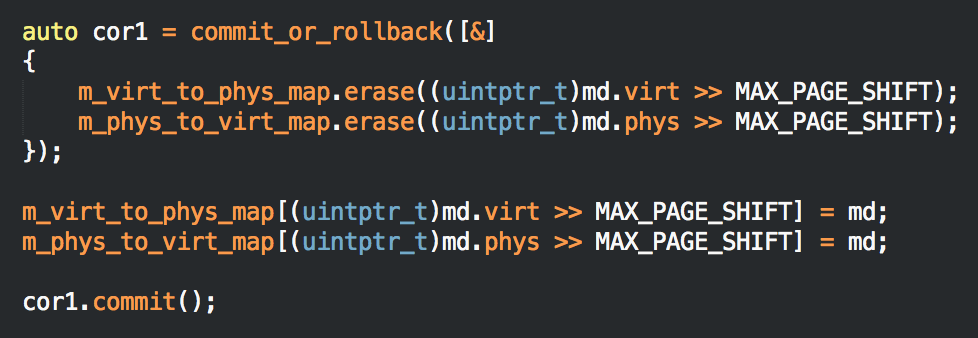 auto cor1 = commit_or_rollback([&]
{
    m_virt_to_phys_map.erase((uintptr_t)md.virt >> MAX_PAGE_SHIFT);
    m_phys_to_virt_map.erase((uintptr_t)md.phys >> MAX_PAGE_SHIFT);
});

m_virt_to_phys_map[(uintptr_t)md.virt >> MAX_PAGE_SHIFT] = md;
m_phys_to_virt_map[(uintptr_t)md.phys >> MAX_PAGE_SHIFT] = md;

cor1.commit();